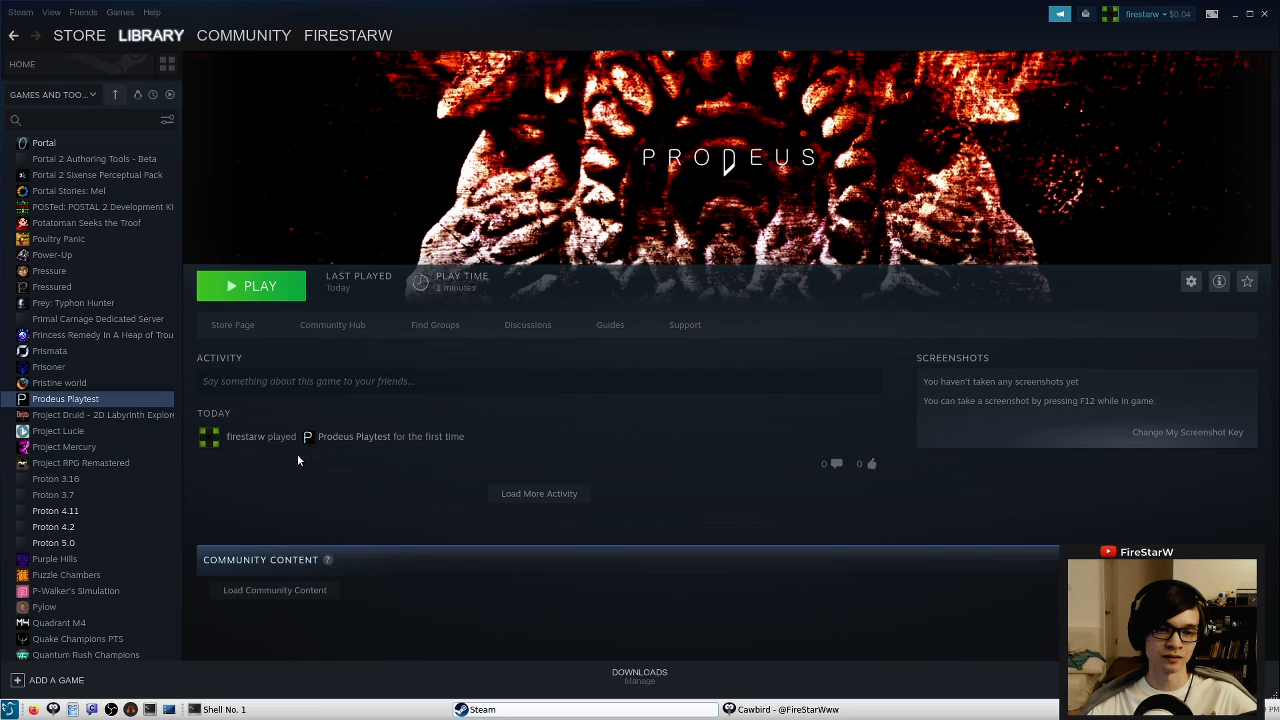 Steam View Friends Games Help
firestarw $0.04
STORE LIBRARY COMMUNITY FIRESTARW
HOME
GAMES AND TOO...
Portal
Portal 2 Authoring Tools - Beta
Portal 2 Sixense Perceptual Pack
Portal Stories: Mel
POSTed: POSTAL 2 Development Ki
Potatoman Seeks the Troof
Poultry Panic
Power-Up
Pressure
Pressured
Prey: Typhon Hunter
Primal Carnage Dedicated Server
Princess Remedy In A Heap of Trou
Prismata
Prisoner
Pristine world
Prodeus Playtest
Project Druid - 2D Labyrinth Explore
Project Lucie
Project Mercury
Project RPG Remastered
Proton 3.16
Proton 3.7
Proton 4.11
Proton 4.2
Proton 5.0
Purple Hills
Puzzle Chambers
P-Walker's Simulation
Pylow
Quadrant M4
Quake Champions PTS
Quantum Rush Champions
ADD A GAME
PRODEUS
PLAY
LAST PLAYED
Today
PLAY TIME
1 minutes
Store Page Community Hub Find Groups Discussions Guides Support
ACTIVITY
Say something about this game to your friends...
TODAY
firestarw played Prodeus Playtest for the first time
0 0
Load More Activity
SCREENSHOTS
You haven't taken any screenshots yet
You can take a screenshot by pressing F12 while in game.
Change My Screenshot Key
COMMUNITY CONTENT ?
Load Community Content
FireStarW
DOWNLOADS
Manage
Shell No. 1
Steam
Cawbird - @FireStarWww